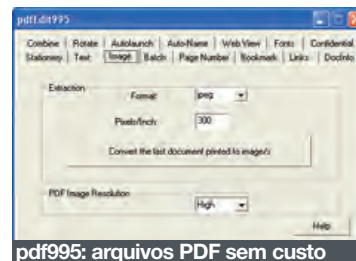 pdfEdit995
Combine Rotate Autolaunch Auto-Name Web View Fonts Confidential
Stationery Text Image Batch Page Number Bookmark Links DocInfo
Extraction
Format: jpeg
Pixels/Inch: 300
Convert the last document printed to image/s
PDF Image Resolution
High
Help
pdf995: arquivos PDF sem custo